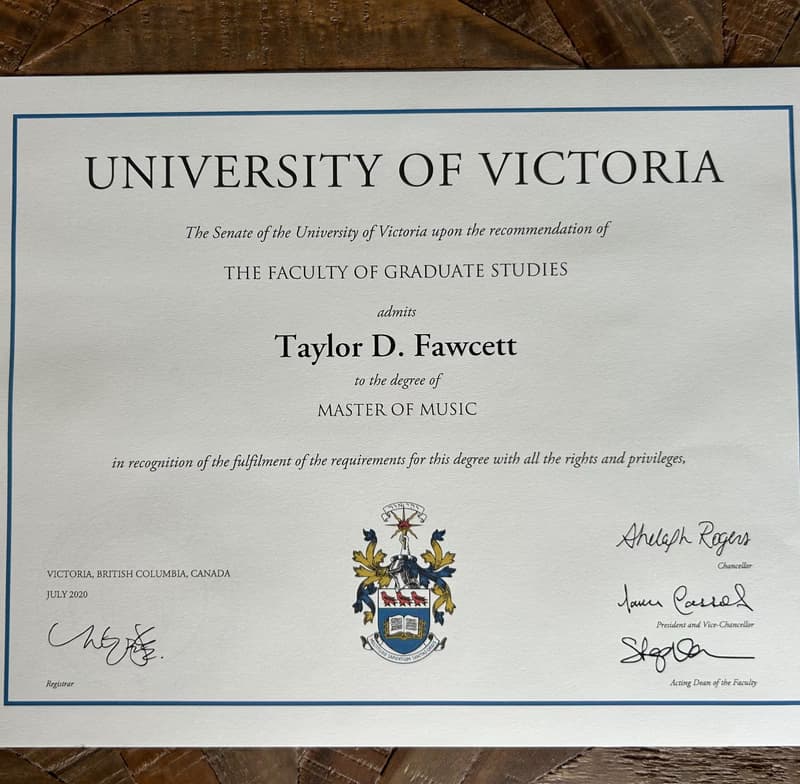 UNIVERSITY OF VICTORIA
The Senate of the University of Victoria upon the recommendation of
THE FACULTY OF GRADUATE STUDIES
admits
Taylor D. Fawcett
to the degree of
MASTER OF MUSIC
in recognition of the fulfilment of the requirements for this degree with all the rights and privileges,
VICTORIA, BRITISH COLUMBIA, CANADA
JULY 2020
Registrar
Rogers
Chancellor
President and Vice-Chancellor
Acting Dean of the Faculty